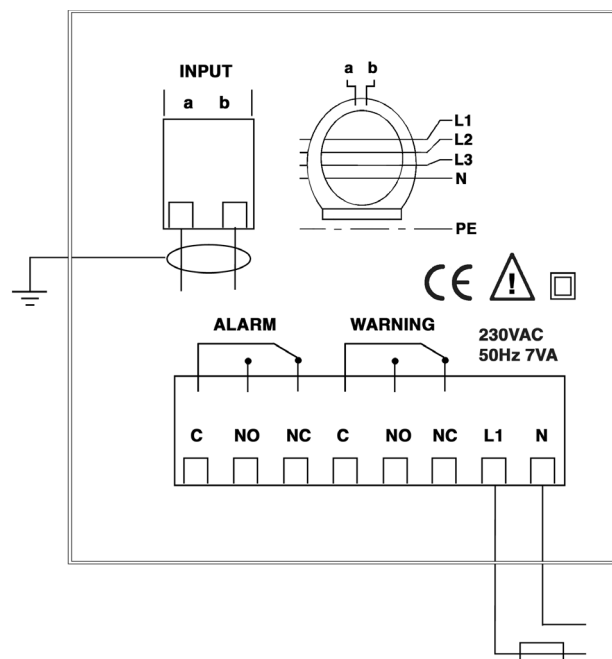 INPUT
a b
a b
L1
L2
L3
N
PE
CE
!
ALARM WARNING
230VAC
50Hz 7VA
C NO NC C NO NC L1 N